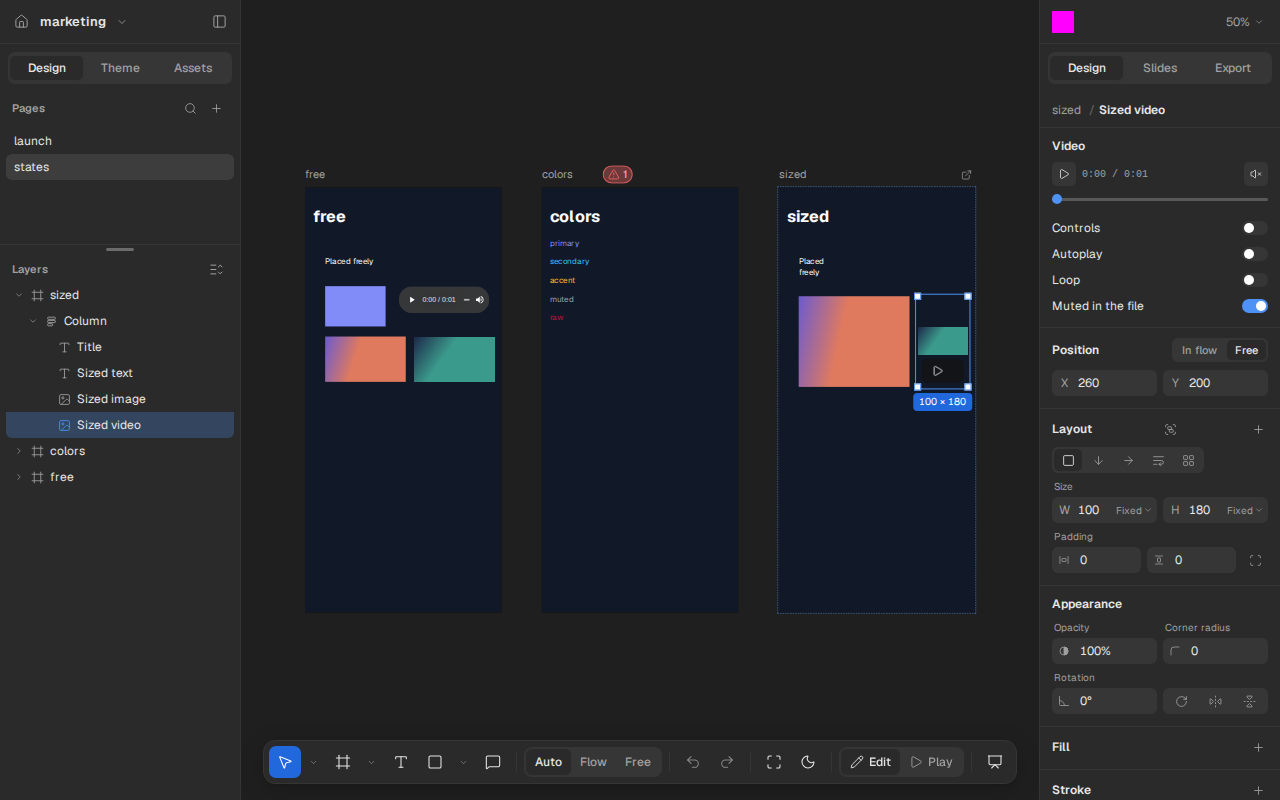 marketing
50%
Design Theme Assets
Design Slides Export
Pages
launch
states
Layers
sized
Column
Title
Sized text
Sized image
Sized video
colors
free
free
free
Placed freely
0:00 / 0:01
colors
1
colors
primary
secondary
accent
muted
raw
sized
sized
Placed
freely
100 × 180
Auto Flow Free
Edit Play
sized / Sized video
Video
0:00 / 0:01
Controls
Autoplay
Loop
Muted in the file
Position In flow Free
X 260 Y 200
Layout
Size
W 100 Fixed H 180 Fixed
Padding
0 0
Appearance
Opacity Corner radius
100% 0
Rotation
0°
Fill
Stroke